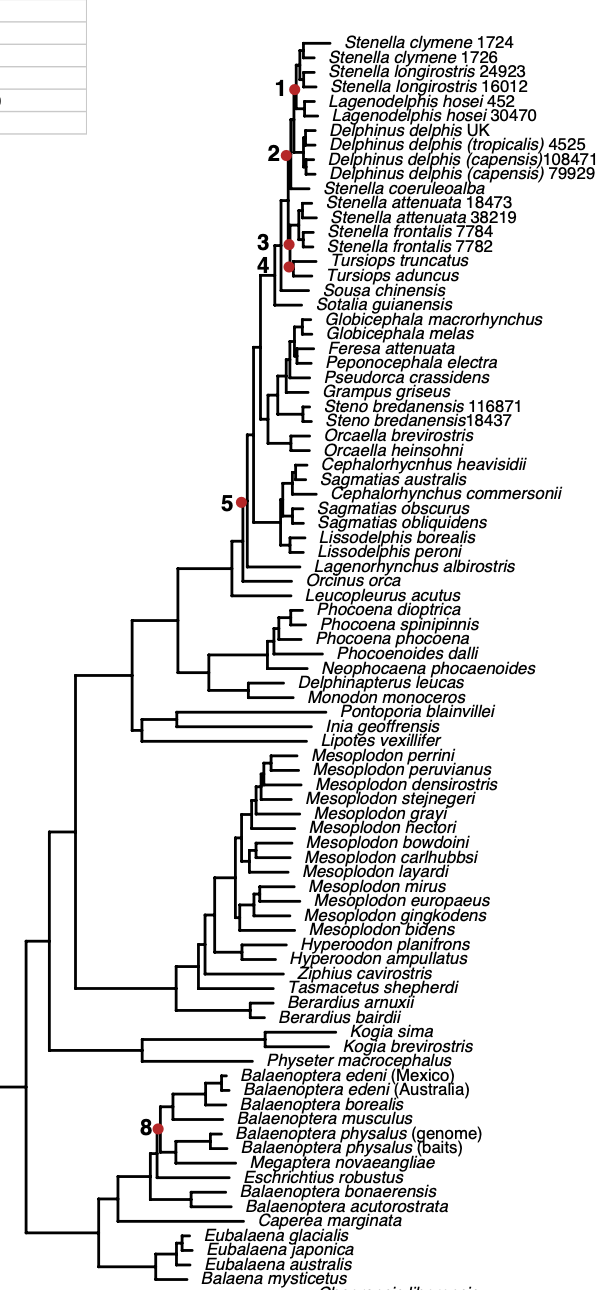 Stenella clymene 1724
Stenella clymene 1726
Stenella longirostris 24923
1
Stenella longirostris 16012
Lagenodelphis hosei 452
Lagenodelphis hosei 30470
Delphinus delphis UK
Delphinus delphis (tropicalis) 4525
2
Delphinus delphis (capensis)108471
Delphinus delphis (capensis) 79929
Stenella coeruleoalba
Stenella attenuata 18473
Stenella attenuata 38219
Stenella frontalis 7784
3
Stenella frontalis 7782
4
Tursiops truncatus
Tursiops aduncus
Sousa chinensis
Sotalia guianensis
Globicephala macrorhynchus
Globicephala melas
Feresa attenuata
Peponocephala electra
Pseudorca crassidens
Grampus griseus
Steno bredanensis 116871
Steno bredanensis18437
Orcaella brevirostris
Orcaella heinsohni
Cephalorhycnhus heavisidii
Sagmatias australis
Cephalorhynchus commersonii
5
Sagmatias obscurus
Sagmatias obliquidens
Lissodelphis borealis
Lissodelphis peroni
Lagenorhynchus albirostris
Orcinus orca
Leucopleurus acutus
Phocoena dioptrica
Phocoena spinipinnis
Phocoena phocoena
Phocoenoides dalli
Neophocaena phocaenoides
Delphinapterus leucas
Monodon monoceros
Pontoporia blainvillei
Inia geoffrensis
Lipotes vexillifer
Mesoplodon perrini
Mesoplodon peruvianus
Mesoplodon densirostris
Mesoplodon stejnegeri
Mesoplodon grayi
Mesoplodon hectori
Mesoplodon bowdoini
Mesoplodon carlhubbsi
Mesoplodon layardi
Mesoplodon mirus
Mesoplodon europaeus
Mesoplodon gingkodens
Mesoplodon bidens
Hyperoodon planifrons
Hyperoodon ampullatus
Ziphius cavirostris
Tasmacetus shepherdi
Berardius arnuxii
Berardius bairdii
Kogia sima
Kogia brevirostris
Physeter macrocephalus
Balaenoptera edeni (Mexico)
Balaenoptera edeni (Australia)
Balaenoptera borealis
Balaenoptera musculus
8
Balaenoptera physalus (genome)
Balaenoptera physalus (baits)
Megaptera novaeangliae
Eschrichtius robustus
Balaenoptera bonaerensis
Balaenoptera acutorostrata
Caperea marginata
Eubalaena glacialis
Eubalaena japonica
Eubalaena australis
Balaena mysticetus